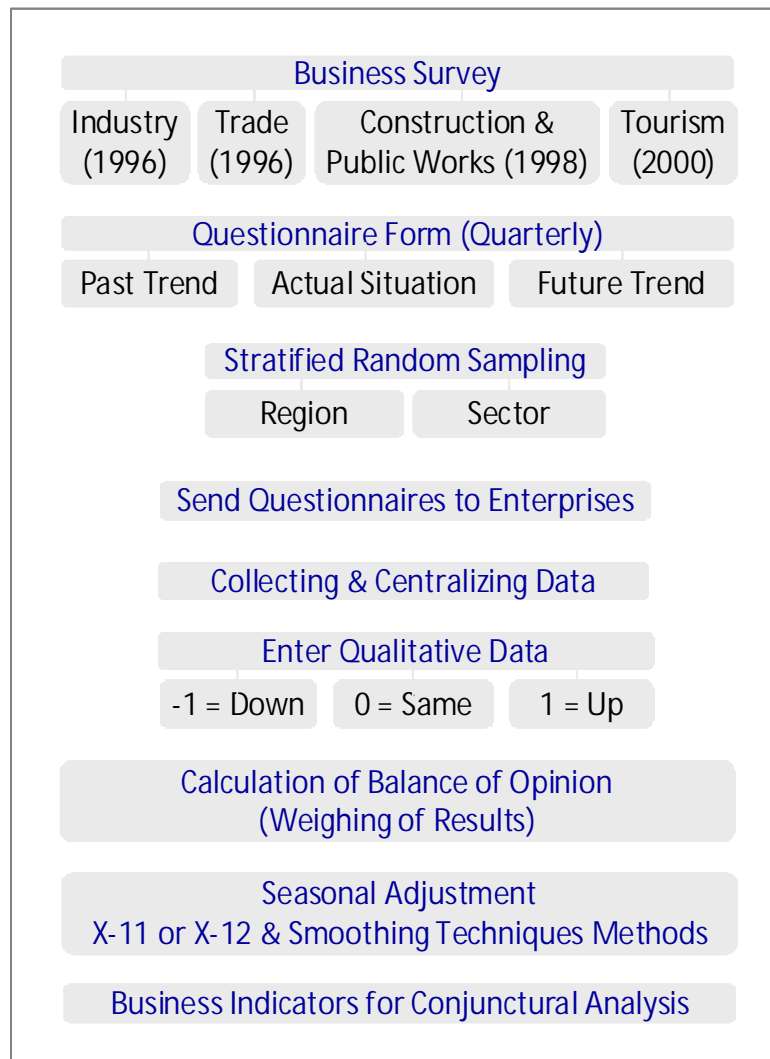 Business Survey
Industry
(1996)
Trade
(1996)
Construction &
Public Works (1998)
Tourism
(2000)
Questionnaire Form (Quarterly)
Past Trend
Actual Situation
Future Trend
Stratified Random Sampling
Region
Sector
Send Questionnaires to Enterprises
Collecting & Centralizing Data
Enter Qualitative Data
-1 = Down
0 = Same
1 = Up
Calculation of Balance of Opinion
(Weighing of Results)
Seasonal Adjustment
X-11 or X-12 & Smoothing Techniques Methods
Business Indicators for Conjunctural Analysis